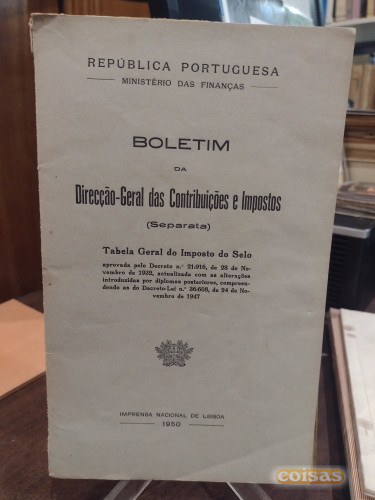 REPÚBLICA PORTUGUESA
MINISTÉRIO DAS FINANÇAS
BOLETIM
DA
Direcção-Geral das Contribuïções e Impostos
(Separata)
Tabela Geral do Imposto do Selo
aprovada pelo Decreto n.º 21:916, de 28 de No-
vembro de 1932, actualizada com as alterações
introduzidas por diplomas posteriores, compreen-
dendo as do Decreto-Lei n.º 36:608, de 24 de No-
vembro de 1947
IMPRENSA NACIONAL DE LISBOA
1950
coisas